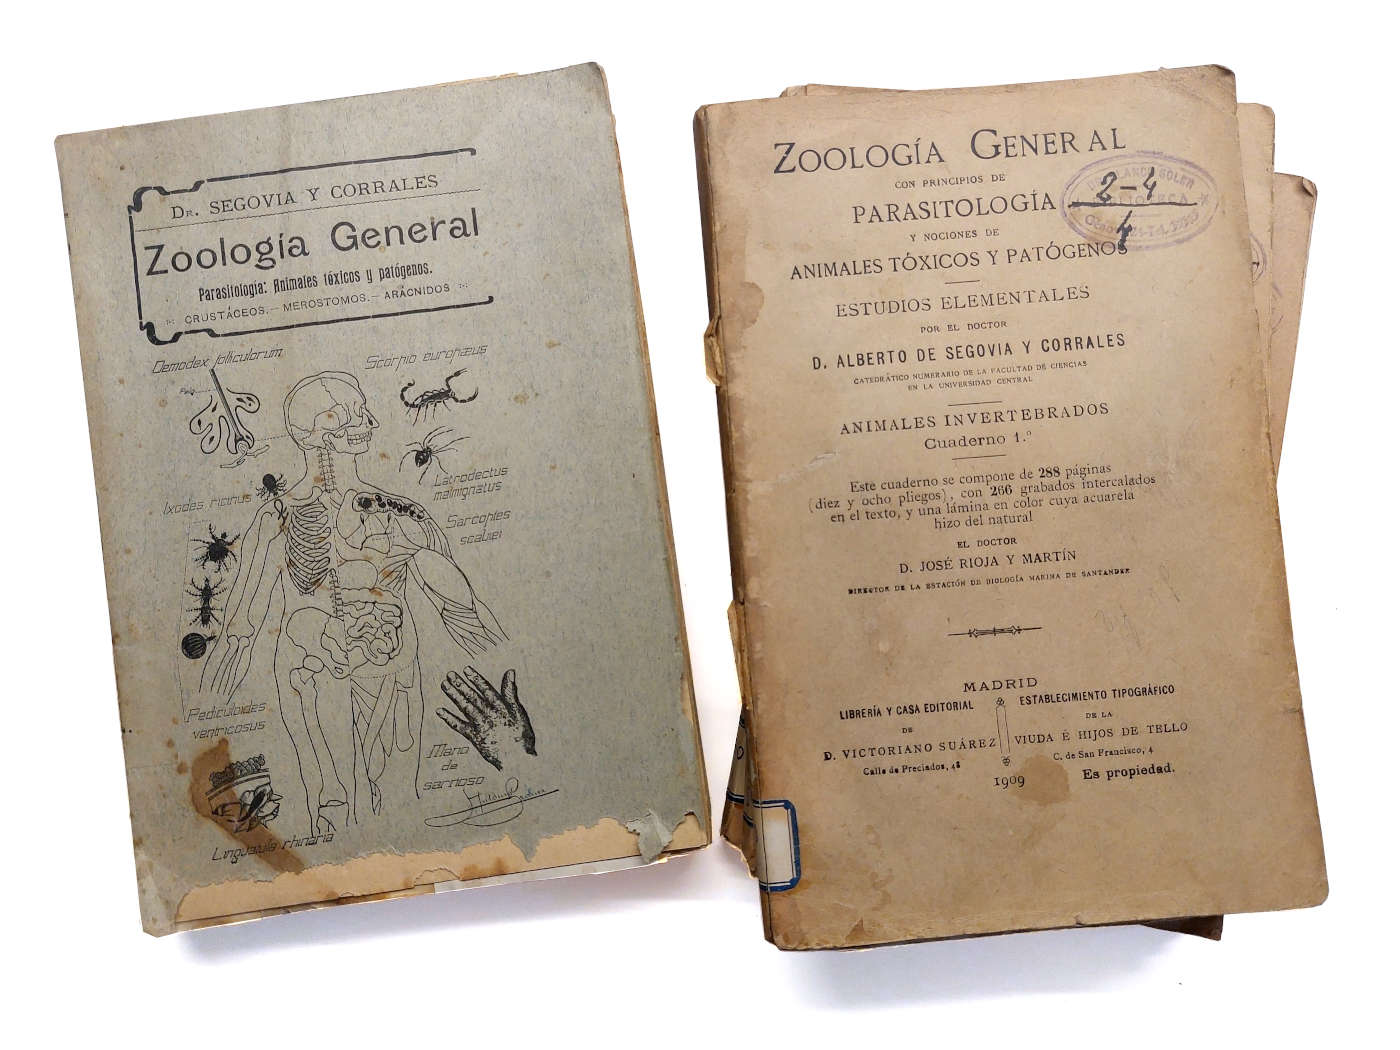 Dr. SEGOVIA Y CORRALES
Zoología General
Parasitología: Animales tóxicos y patógenos.
CRUSTÁCEOS.— MEROSTOMOS.— ARÁCNIDOS
Demodex folliculorum
Scorpio europæus
Pelo
Latrodectus
malmignatus
Ixodes ricinus
Sarcoptes
scabiei
Pediculoides
ventricosus
Mano
de
sarnoso
Linguatula rhinaria
ZOOLOGÍA GENERAL
CON PRINCIPIOS DE
PARASITOLOGÍA
Y NOCIONES DE
ANIMALES TÓXICOS Y PATÓGENOS
2-4
4
SOLER
BIBLIOTECA
ESTUDIOS ELEMENTALES
POR EL DOCTOR
D. ALBERTO DE SEGOVIA Y CORRALES
CATEDRÁTICO NUMERARIO DE LA FACULTAD DE CIENCIAS
EN LA UNIVERSIDAD CENTRAL
ANIMALES INVERTEBRADOS
Cuaderno 1.º
Este cuaderno se compone de 288 páginas
(diez y ocho pliegos), con 266 grabados intercalados
en el texto, y una lámina en color cuya acuarela
hizo del natural
EL DOCTOR
D. JOSÉ RIOJA Y MARTÍN
DIRECTOR DE LA ESTACIÓN DE BIOLOGÍA MARINA DE SANTANDER
MADRID
LIBRERÍA Y CASA EDITORIAL
DE
D. VICTORIANO SUÁREZ
Calle de Preciados, 48
ESTABLECIMIENTO TIPOGRÁFICO
DE LA
VIUDA É HIJOS DE TELLO
C. de San Francisco, 4
1909
Es propiedad.